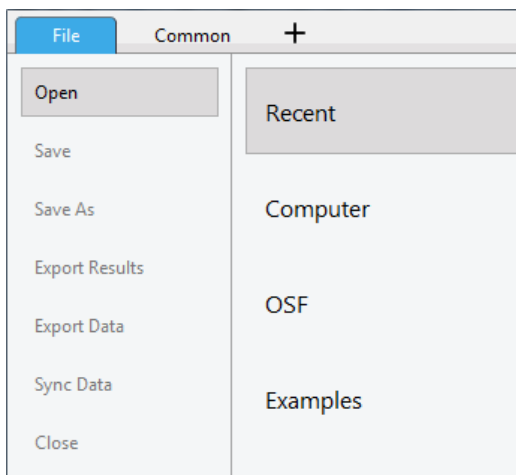 File
Common
+
Open
Save
Save As
Export Results
Export Data
Sync Data
Close
Recent
Computer
OSF
Examples